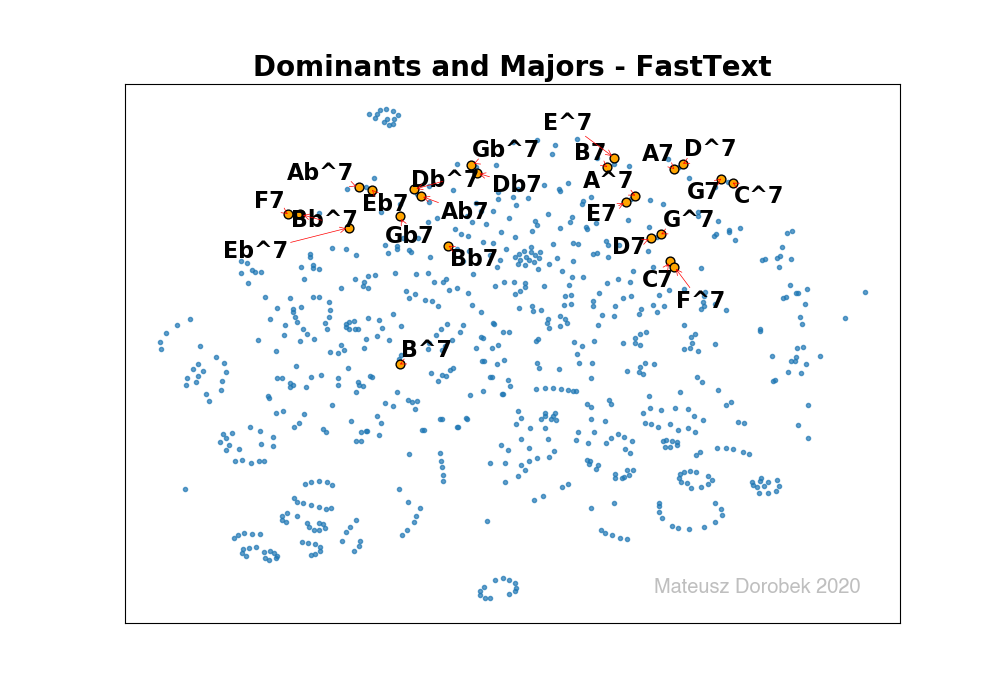 Dominants and Majors - FastText
E^7
Gb^7
B7
A7
D^7
Ab^7
Db^7
Db7
A^7
G7
C^7
F7
Eb7
Ab7
E7
Bb^7
G^7
Gb7
D7
Eb^7
Bb7
C7
F^7
B^7
Mateusz Dorobek 2020